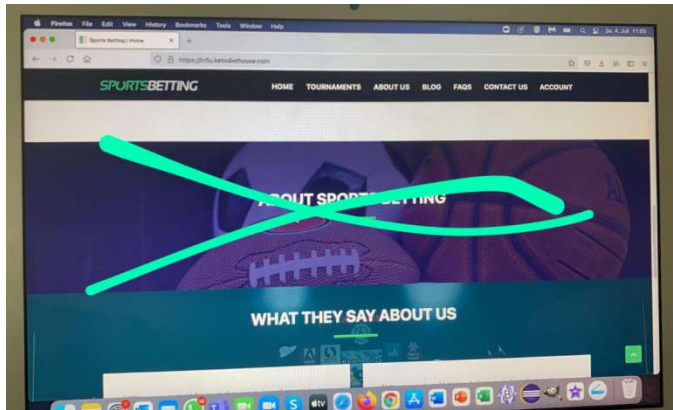 Firefox File Edit View History Bookmarks Tools Window Help
Sports Betting | Home
SPORTSBETTING
HOME TOURNAMENTS ABOUT US BLOG FAQS CONTACT US ACCOUNT
ABOUT SPORTS BETTING
WHAT THEY SAY ABOUT US
tv